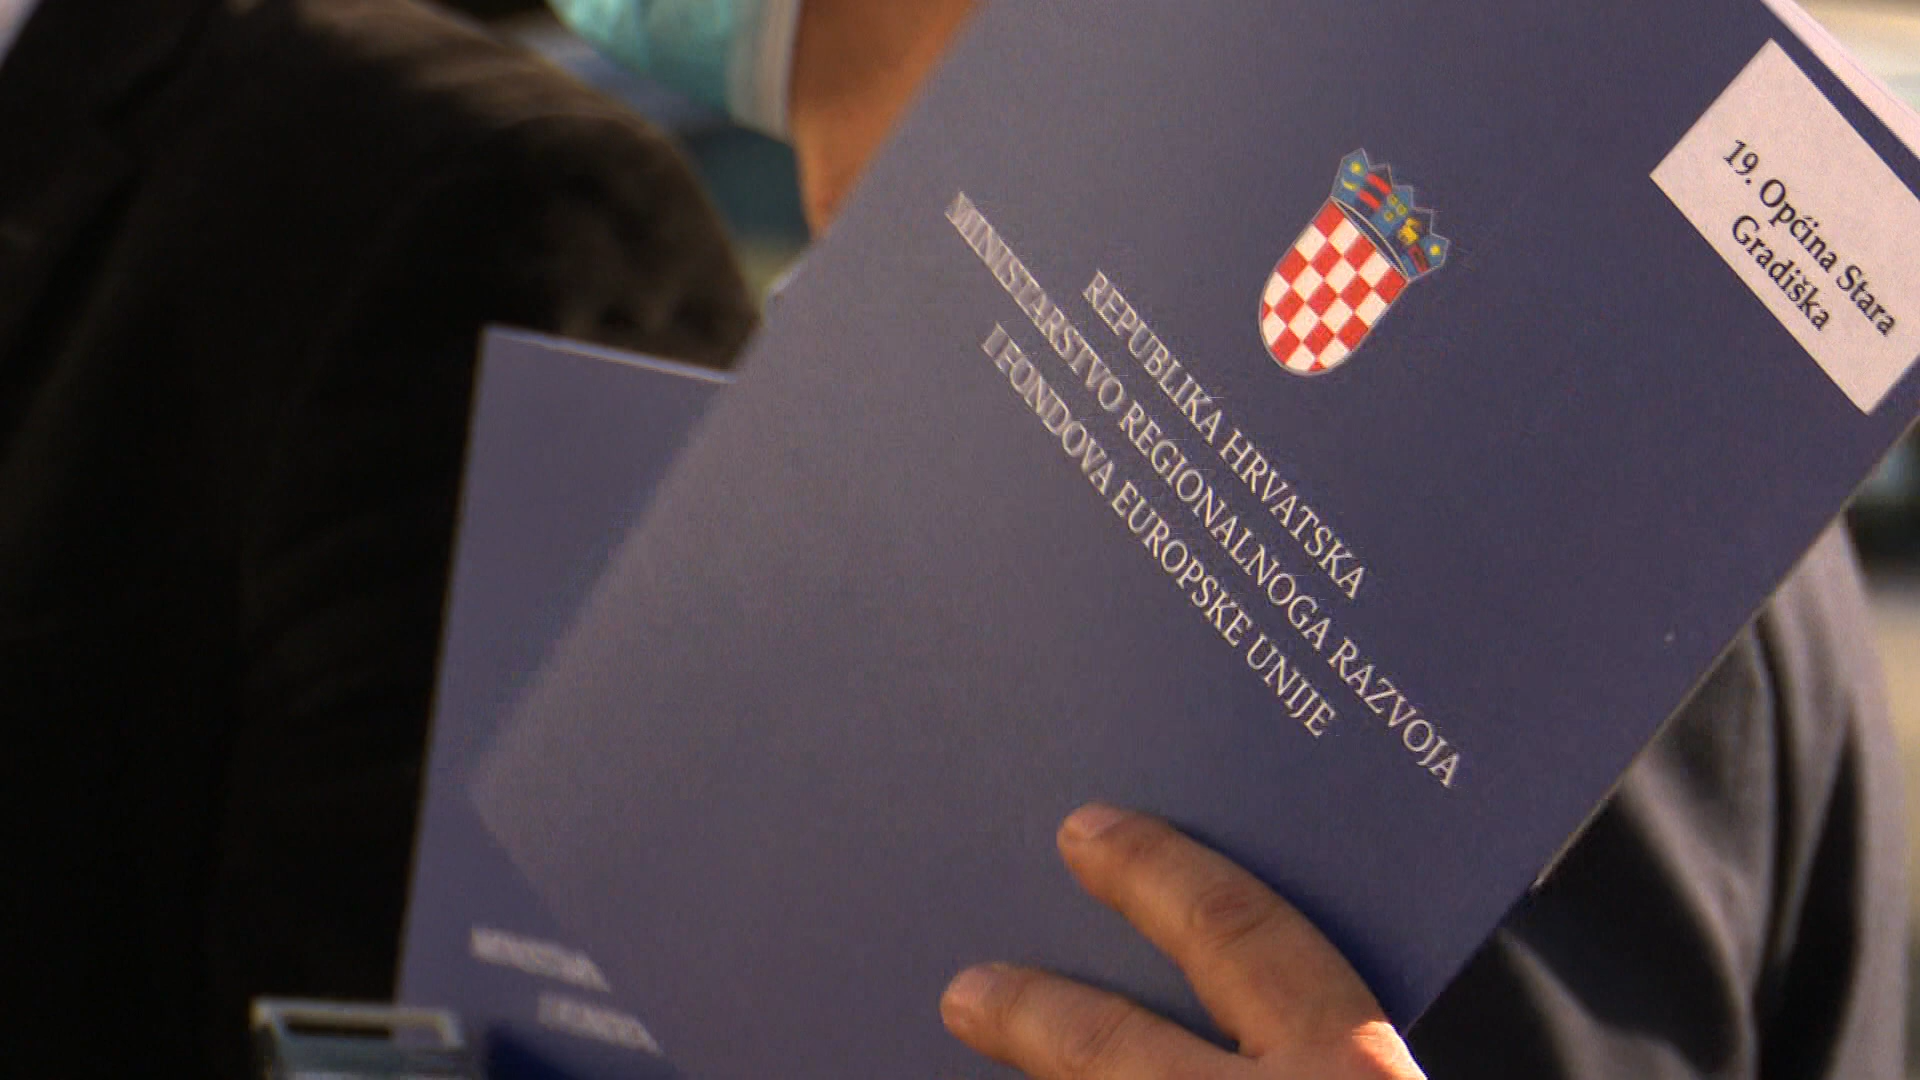 19. Općina Stara
Gradiška
REPUBLIKA HRVATSKA
MINISTARSTVO REGIONALNOGA RAZVOJA
I FONDOVA EUROPSKE UNIJE